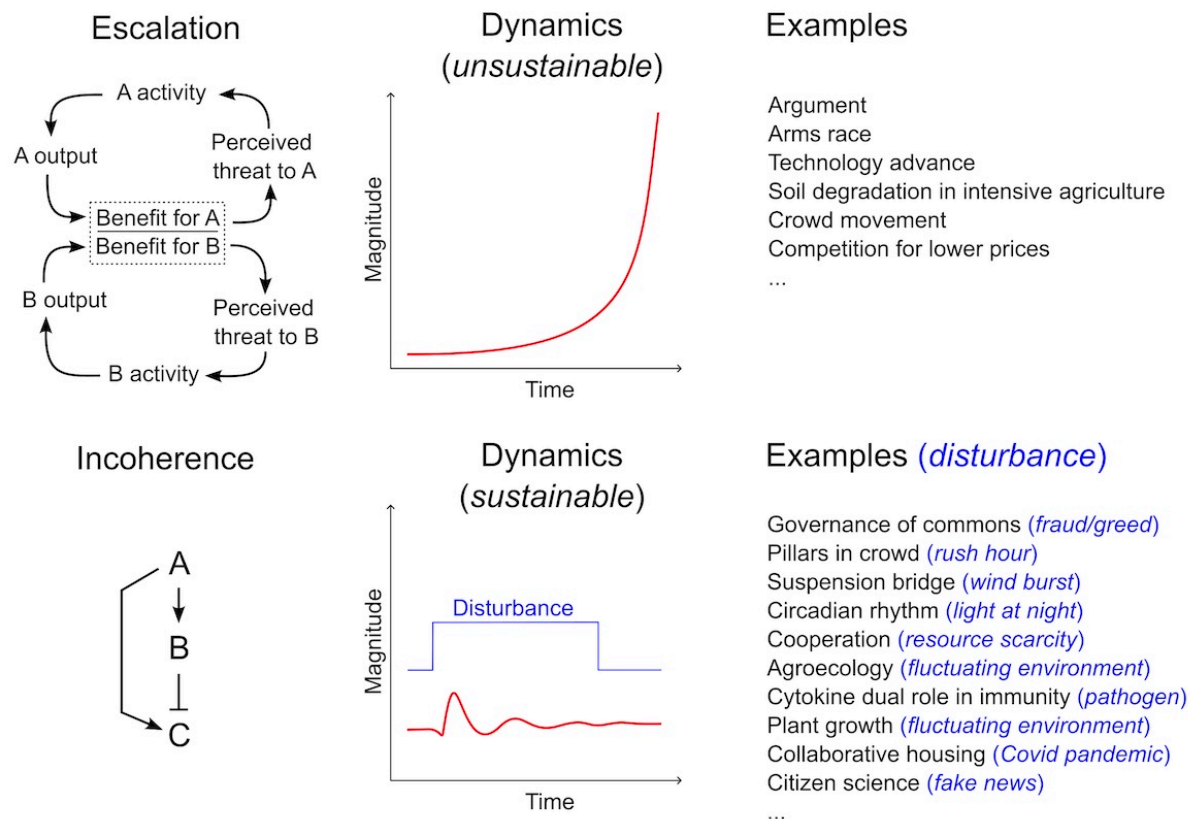 Escalation
A activity
A output
Perceived
threat to A
Benefit for A
Benefit for B
B output
Perceived
threat to B
B activity
Dynamics
(unsustainable)
Magnitude
Time
Examples
Argument
Arms race
Technology advance
Soil degradation in intensive agriculture
Crowd movement
Competition for lower prices
...
Incoherence
A
B
C
Dynamics
(sustainable)
Disturbance
Magnitude
Time
Examples (disturbance)
Governance of commons (fraud/greed)
Pillars in crowd (rush hour)
Suspension bridge (wind burst)
Circadian rhythm (light at night)
Cooperation (resource scarcity)
Agroecology (fluctuating environment)
Cytokine dual role in immunity (pathogen)
Plant growth (fluctuating environment)
Collaborative housing (Covid pandemic)
Citizen science (fake news)
...